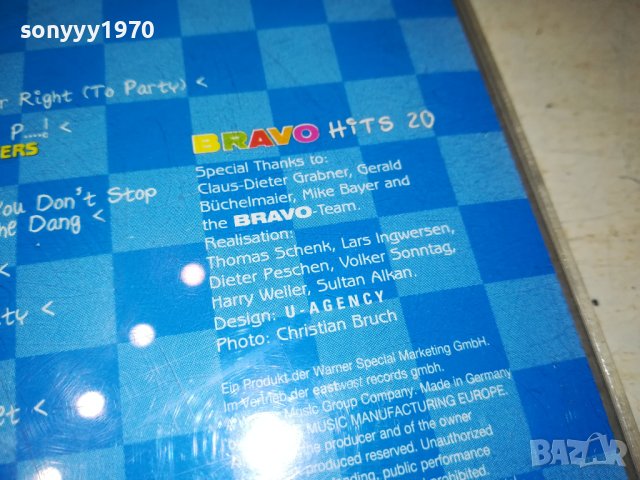 sonyyy1970
r Right (To Party) <
P....! <
ERS
You Don't Stop
he Dang <
<
ty <
et <
BRAVO HiTS 20
Special Thanks to:
Claus-Dieter Grabner, Gerald
Büchelmaier, Mike Bayer and
the BRAVO-Team.
Realisation:
Thomas Schenk, Lars Ingwersen,
Dieter Peschen, Volker Sonntag,
Harry Weller, Sultan Alkan.
Design: U-AGENCY
Photo: Christian Bruch
Ein Produkt der Warner Special Marketing GmbH.
Im Vertrieb der eastwest records gmbh.
Music Group Company. Made in Germany
MUSIC MANUFACTURING EUROPE.
producer and of the owner
produced reserved. Unauthorized
public performance
prohibited.
BAZAR